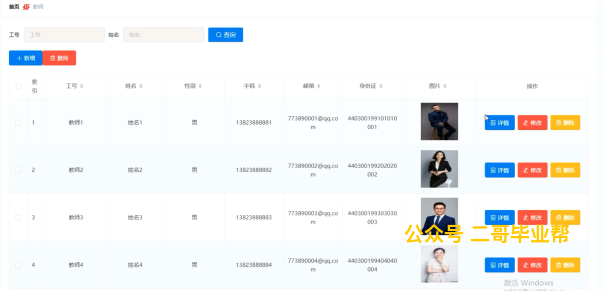 首页 教师
工号 工号 姓名 姓名 查询
+ 新增 删除
索引 工号 姓名 性别 手机 邮箱 身份证 图片 操作
1 教师1 姓名1 男 13823888881 773890001@qq.com 440300199101010001 详情 修改 删除
2 教师2 姓名2 男 13823888882 773890002@qq.com 440300199202020002 详情 修改 删除
3 教师3 姓名3 男 13823888883 773890003@qq.com 440300199303030003 详情 修改 删除
公众号 二哥毕业帮
4 教师4 姓名4 男 13823888884 773890004@qq.com 440300199404040004 详情 修改 删除
激活 Windows